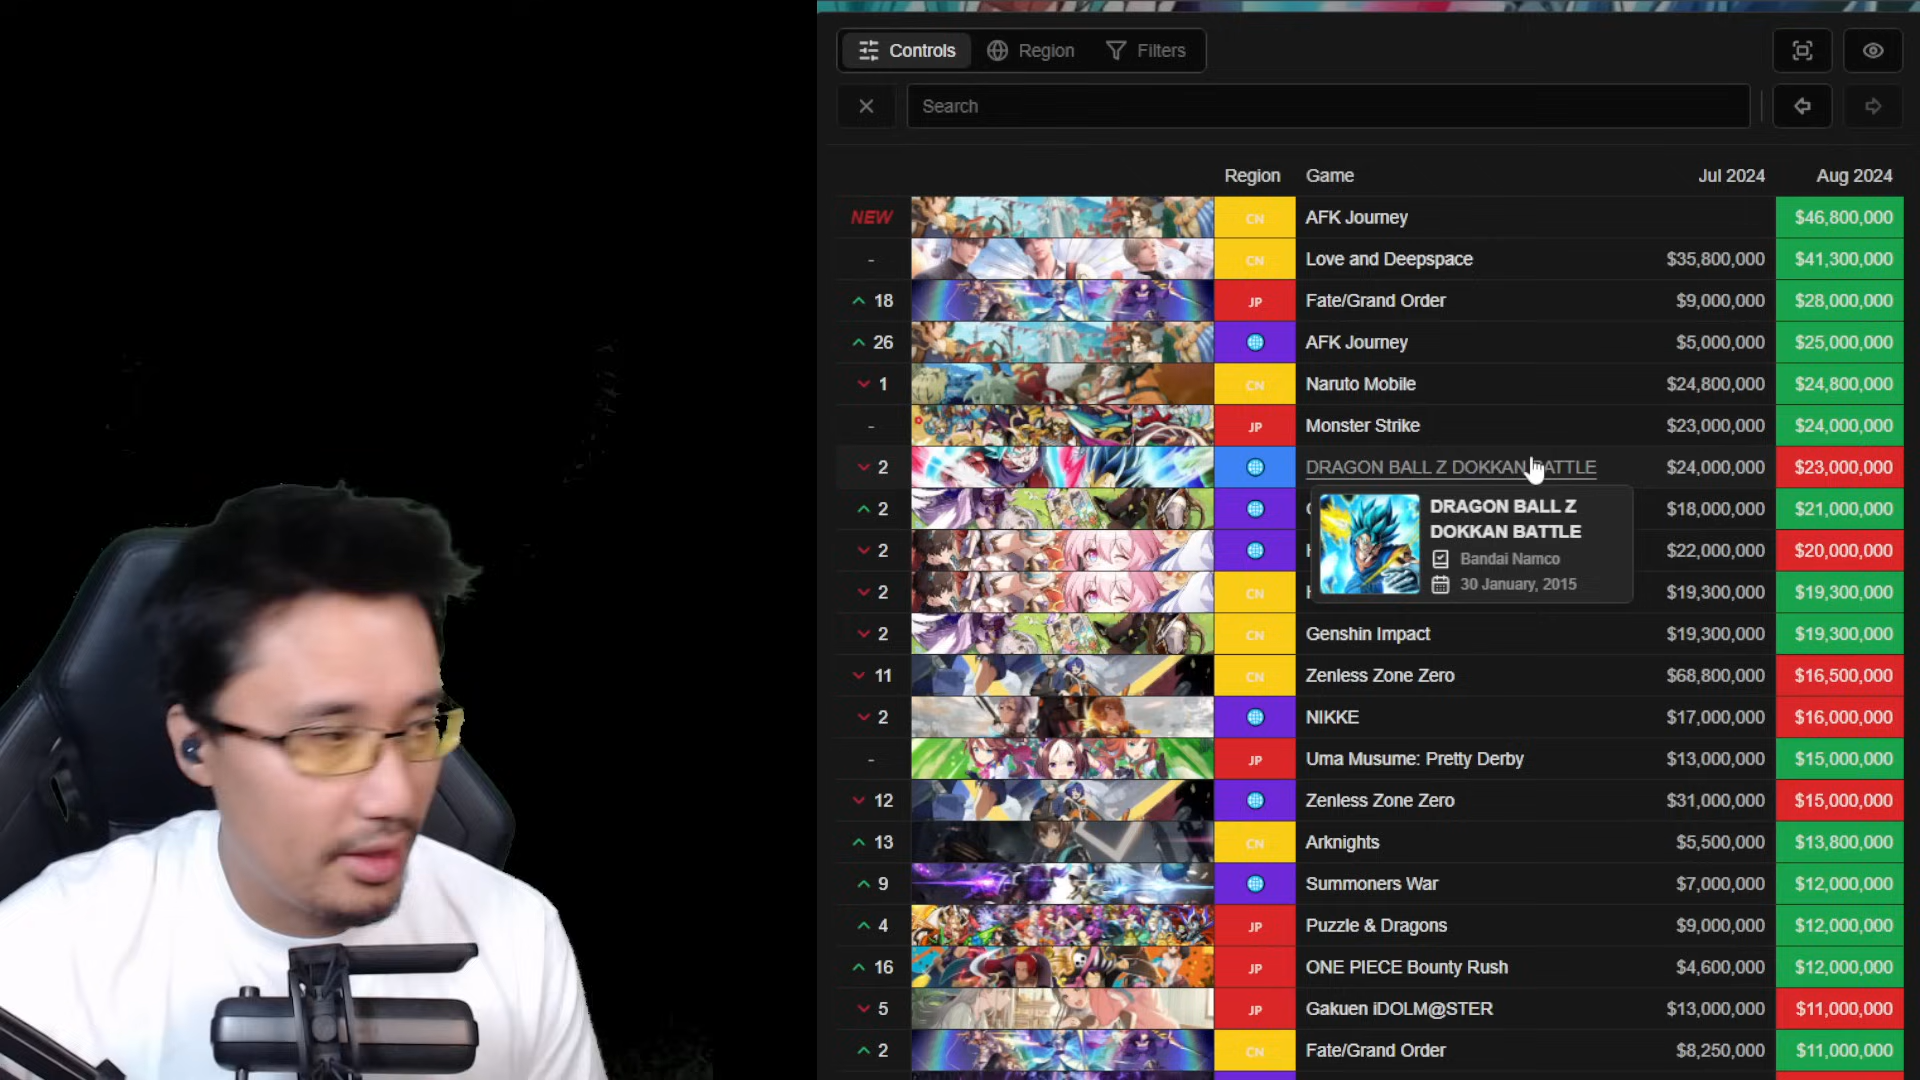 Controls Region Filters
Search
Region Game Jul 2024 Aug 2024
NEW CN AFK Journey $46,800,000
- CN Love and Deepspace $35,800,000 $41,300,000
18 JP Fate/Grand Order $9,000,000 $28,000,000
26 AFK Journey $5,000,000 $25,000,000
1 CN Naruto Mobile $24,800,000 $24,800,000
- JP Monster Strike $23,000,000 $24,000,000
2 DRAGON BALL Z DOKKAN BATTLE $24,000,000 $23,000,000
2 $18,000,000 $21,000,000
DRAGON BALL Z
DOKKAN BATTLE
Bandai Namco
30 January, 2015
2 $22,000,000 $20,000,000
2 CN $19,300,000 $19,300,000
2 CN Genshin Impact $19,300,000 $19,300,000
11 CN Zenless Zone Zero $68,800,000 $16,500,000
2 NIKKE $17,000,000 $16,000,000
- JP Uma Musume: Pretty Derby $13,000,000 $15,000,000
12 Zenless Zone Zero $31,000,000 $15,000,000
13 CN Arknights $5,500,000 $13,800,000
9 Summoners War $7,000,000 $12,000,000
4 JP Puzzle & Dragons $9,000,000 $12,000,000
16 JP ONE PIECE Bounty Rush $4,600,000 $12,000,000
5 JP Gakuen iDOLM@STER $13,000,000 $11,000,000
2 CN Fate/Grand Order $8,250,000 $11,000,000